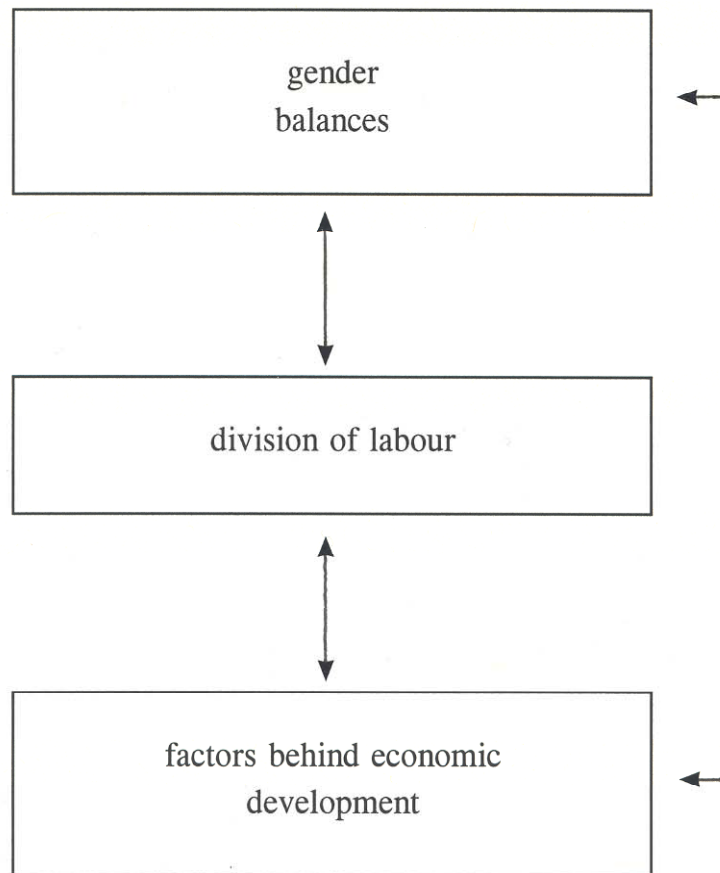 gender
balances
division of labour
factors behind economic
development